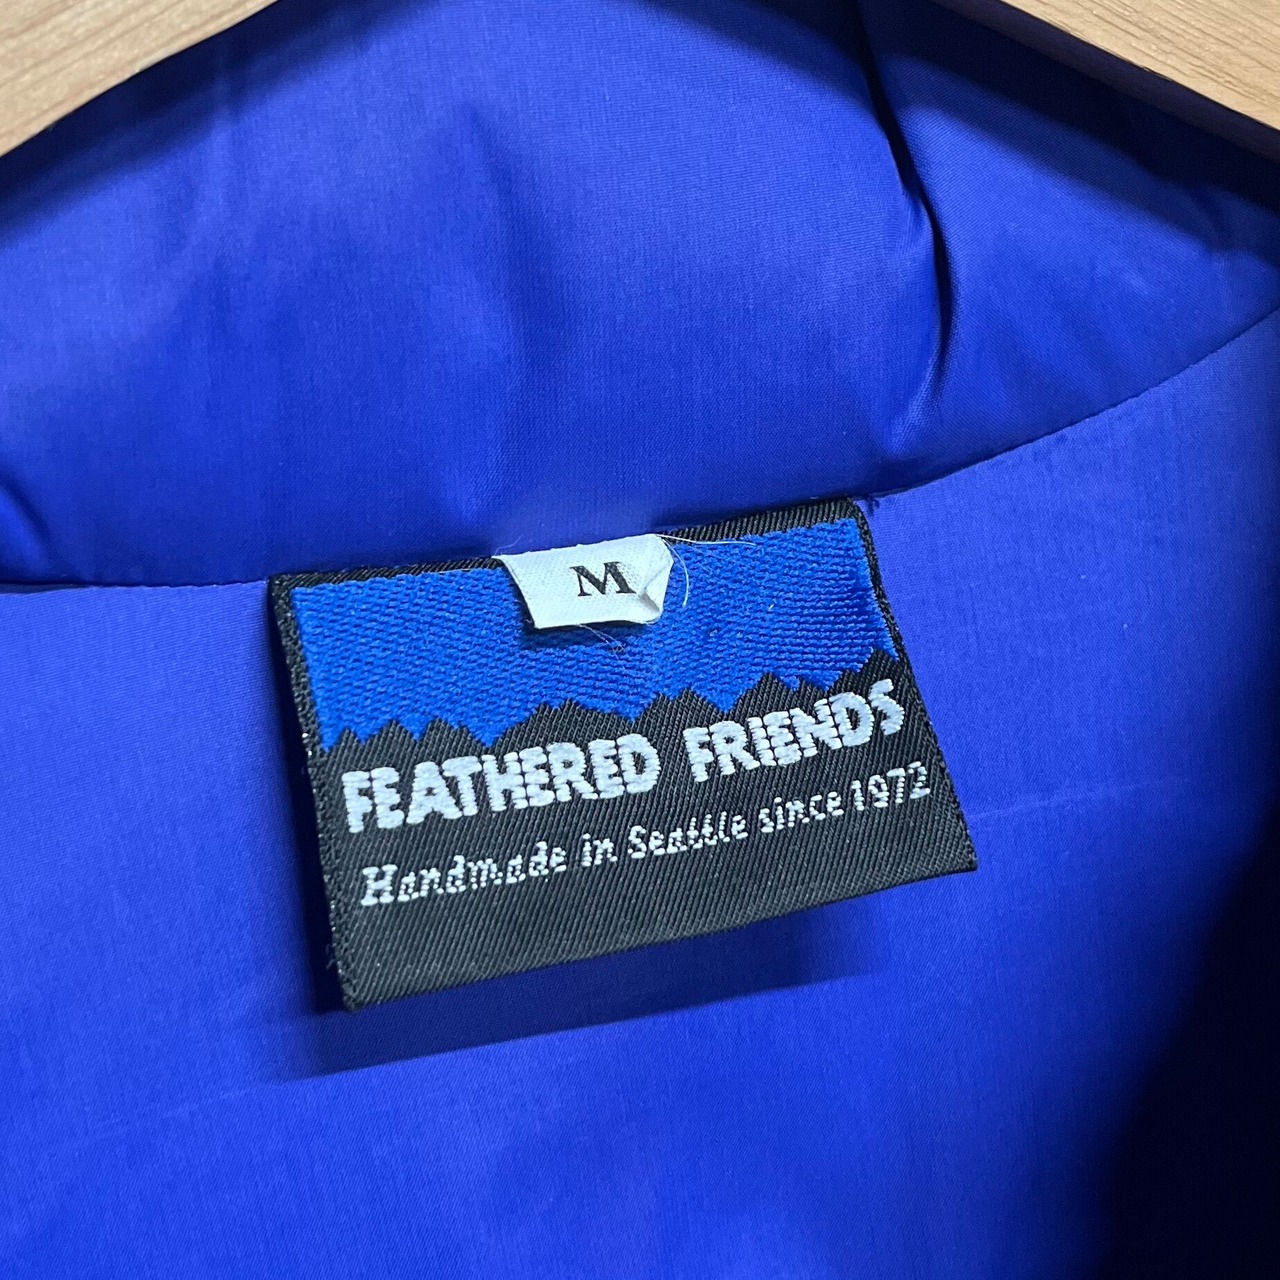 M
FEATHERED FRIENDS
Handmade in Seattle since 1972